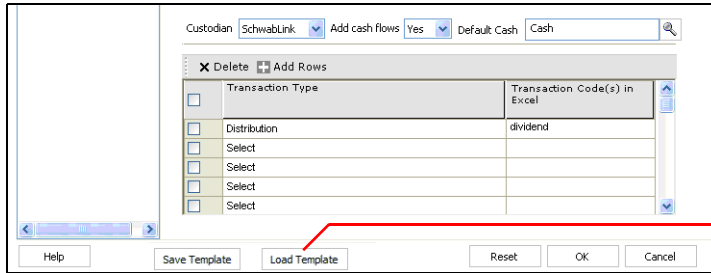 Custodian SchwabLink Add cash flows Yes Default Cash Cash
Delete Add Rows
Transaction Type Transaction Code(s) in
Excel
Distribution dividend
Select
Select
Select
Select
Help Save Template Load Template Reset OK Cancel